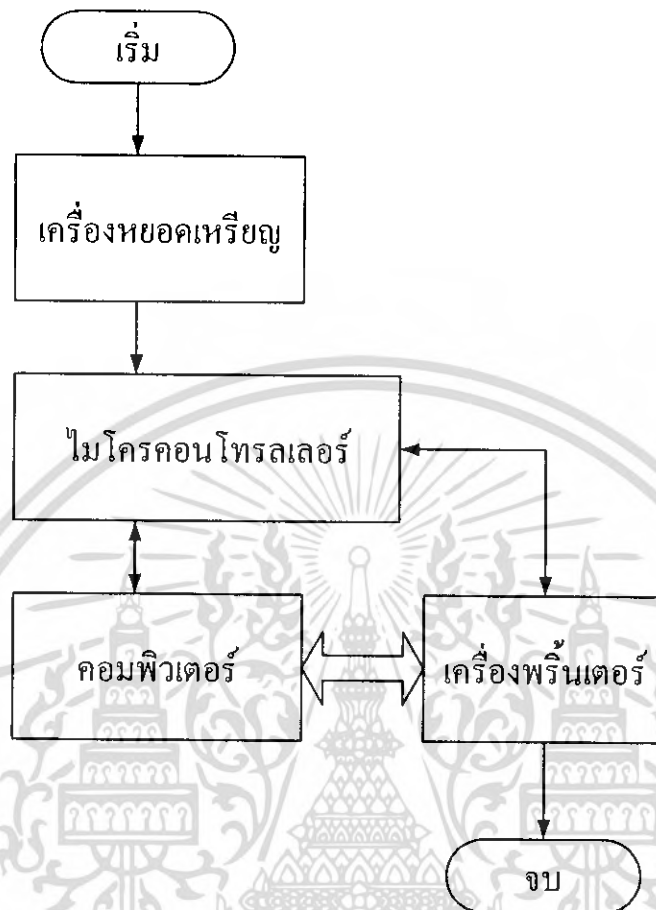 เริ่ม
เครื่องหยอดเหรียญ
ไมโครคอนโทรลเลอร์
คอมพิวเตอร์
เครื่องพริ้นเตอร์
จบ